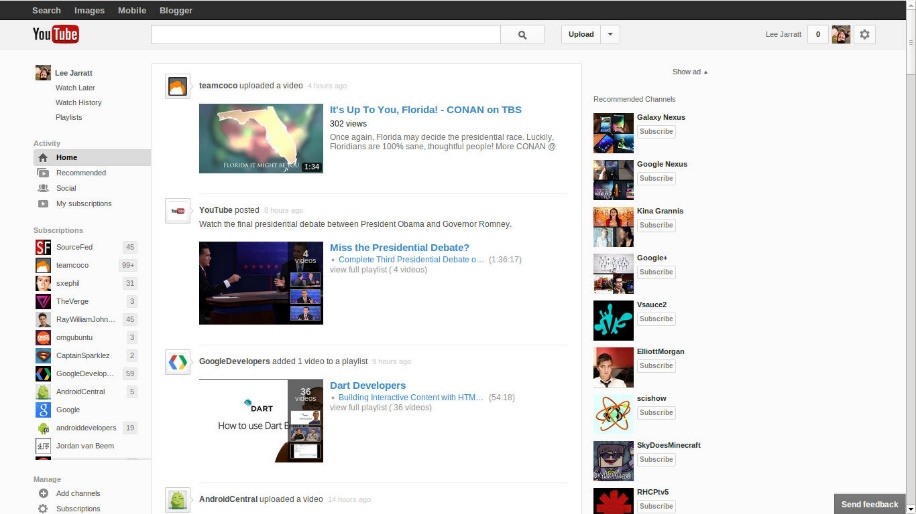 Search Images Mobile Blogger
YouTube
Upload
Lee Jarratt 0
Lee Jarratt
Watch Later
Watch History
Playlists
Activity
Home
Recommended
Social
My subscriptions
Subscriptions
SourceFed 45
teamcoco 99+
sxephil 31
TheVerge 3
RayWilliamJohn... 45
omgubuntu 3
CaptainSparklez 2
GoogleDevelop... 59
AndroidCentral 5
Google
androiddevelopers 19
Jordan van Beem
Manage
Add channels
Subscriptions
teamcoco uploaded a video 4 hours ago
FLORIDA IT MIGHT BE YOU
1:34
It's Up To You, Florida! - CONAN on TBS
302 views
Once again, Florida may decide the presidential race. Luckily,
Floridians are 100% sane, thoughtful people! More CONAN @
YouTube posted 8 hours ago
Watch the final presidential debate between President Obama and Governor Romney.
4
videos
Miss the Presidential Debate?
Complete Third Presidential Debate o... (1:36:17)
view full playlist ( 4 videos)
GoogleDevelopers added 1 video to a playlist 8 hours ago
DART
How to use Dart
36
videos
Dart Developers
Building Interactive Content with HTM... (54:18)
view full playlist ( 36 videos)
AndroidCentral uploaded a video 14 hours ago
Show ad ▲
Recommended Channels
Galaxy Nexus
Subscribe
Google Nexus
Subscribe
Kina Grannis
Subscribe
Google+
Subscribe
Vsauce2
Subscribe
ElliottMorgan
Subscribe
scishow
Subscribe
SkyDoesMinecraft
Subscribe
RHCPtv5
Subscribe
Send feedback